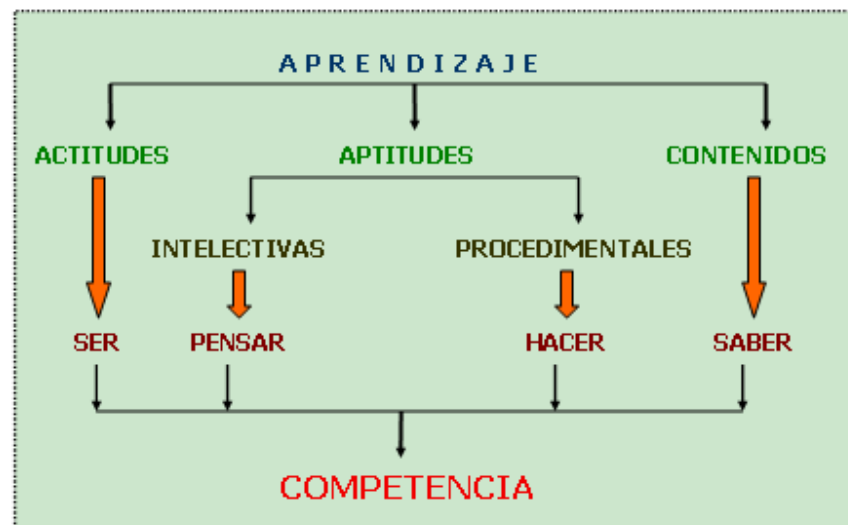 APRENDIZAJE
ACTITUDES APTITUDES CONTENIDOS
INTELECTIVAS PROCEDIMENTALES
SER PENSAR HACER SABER
COMPETENCIA